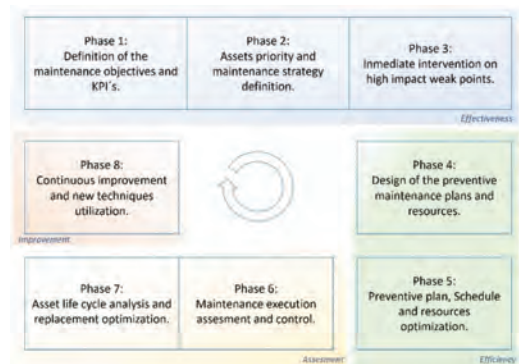 Phase 1:
Definition of the
maintenance objectives and
KPI´s.
Phase 2:
Assets priority and
maintenance strategy
definition.
Phase 3:
Inmediate intervention on
high impact weak points.
Effectiveness
Phase 8:
Continuous improvement
and new techniques
utilization.
Improvement
Phase 4:
Design of the preventive
maintenance plans and
resources.
Phase 7:
Asset life cycle analysis and
replacement optimization.
Phase 6:
Maintenance execution
assesment and control.
Assesment
Phase 5:
Preventive plan, Schedule
and resources
optimization.
Efficiency